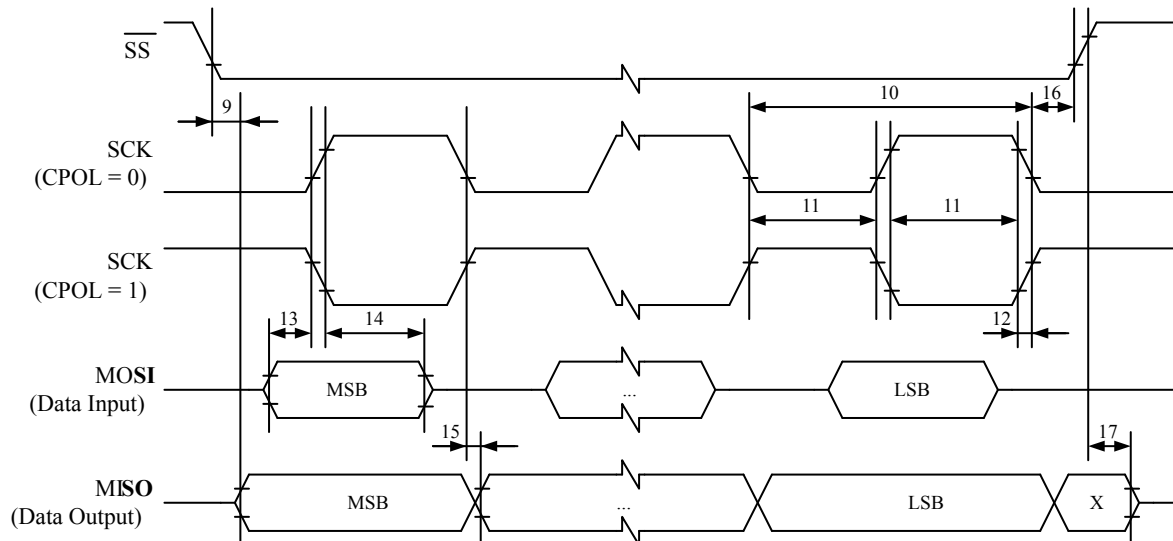 SS
9
10
16
SCK
(CPOL = 0)
11
11
SCK
(CPOL = 1)
13
14
12
MOSI
(Data Input)
MSB
...
LSB
15
17
MISO
(Data Output)
MSB
...
LSB
X